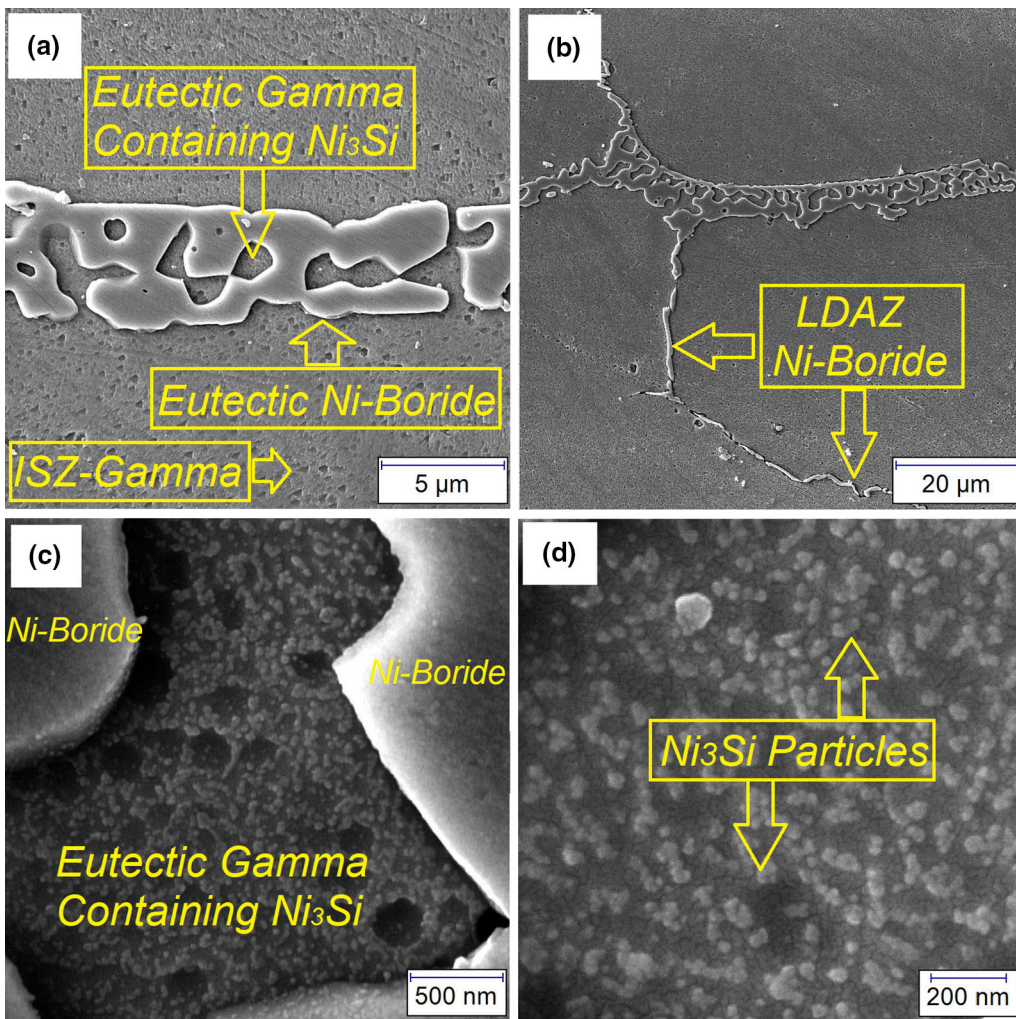 (a)
Eutectic Gamma
Containing Ni₃Si
Eutectic Ni-Boride
ISZ-Gamma
5 µm
(b)
LDAZ
Ni-Boride
20 µm
(c)
Ni-Boride
Ni-Boride
Eutectic Gamma
Containing Ni₃Si
500 nm
(d)
Ni₃Si Particles
200 nm